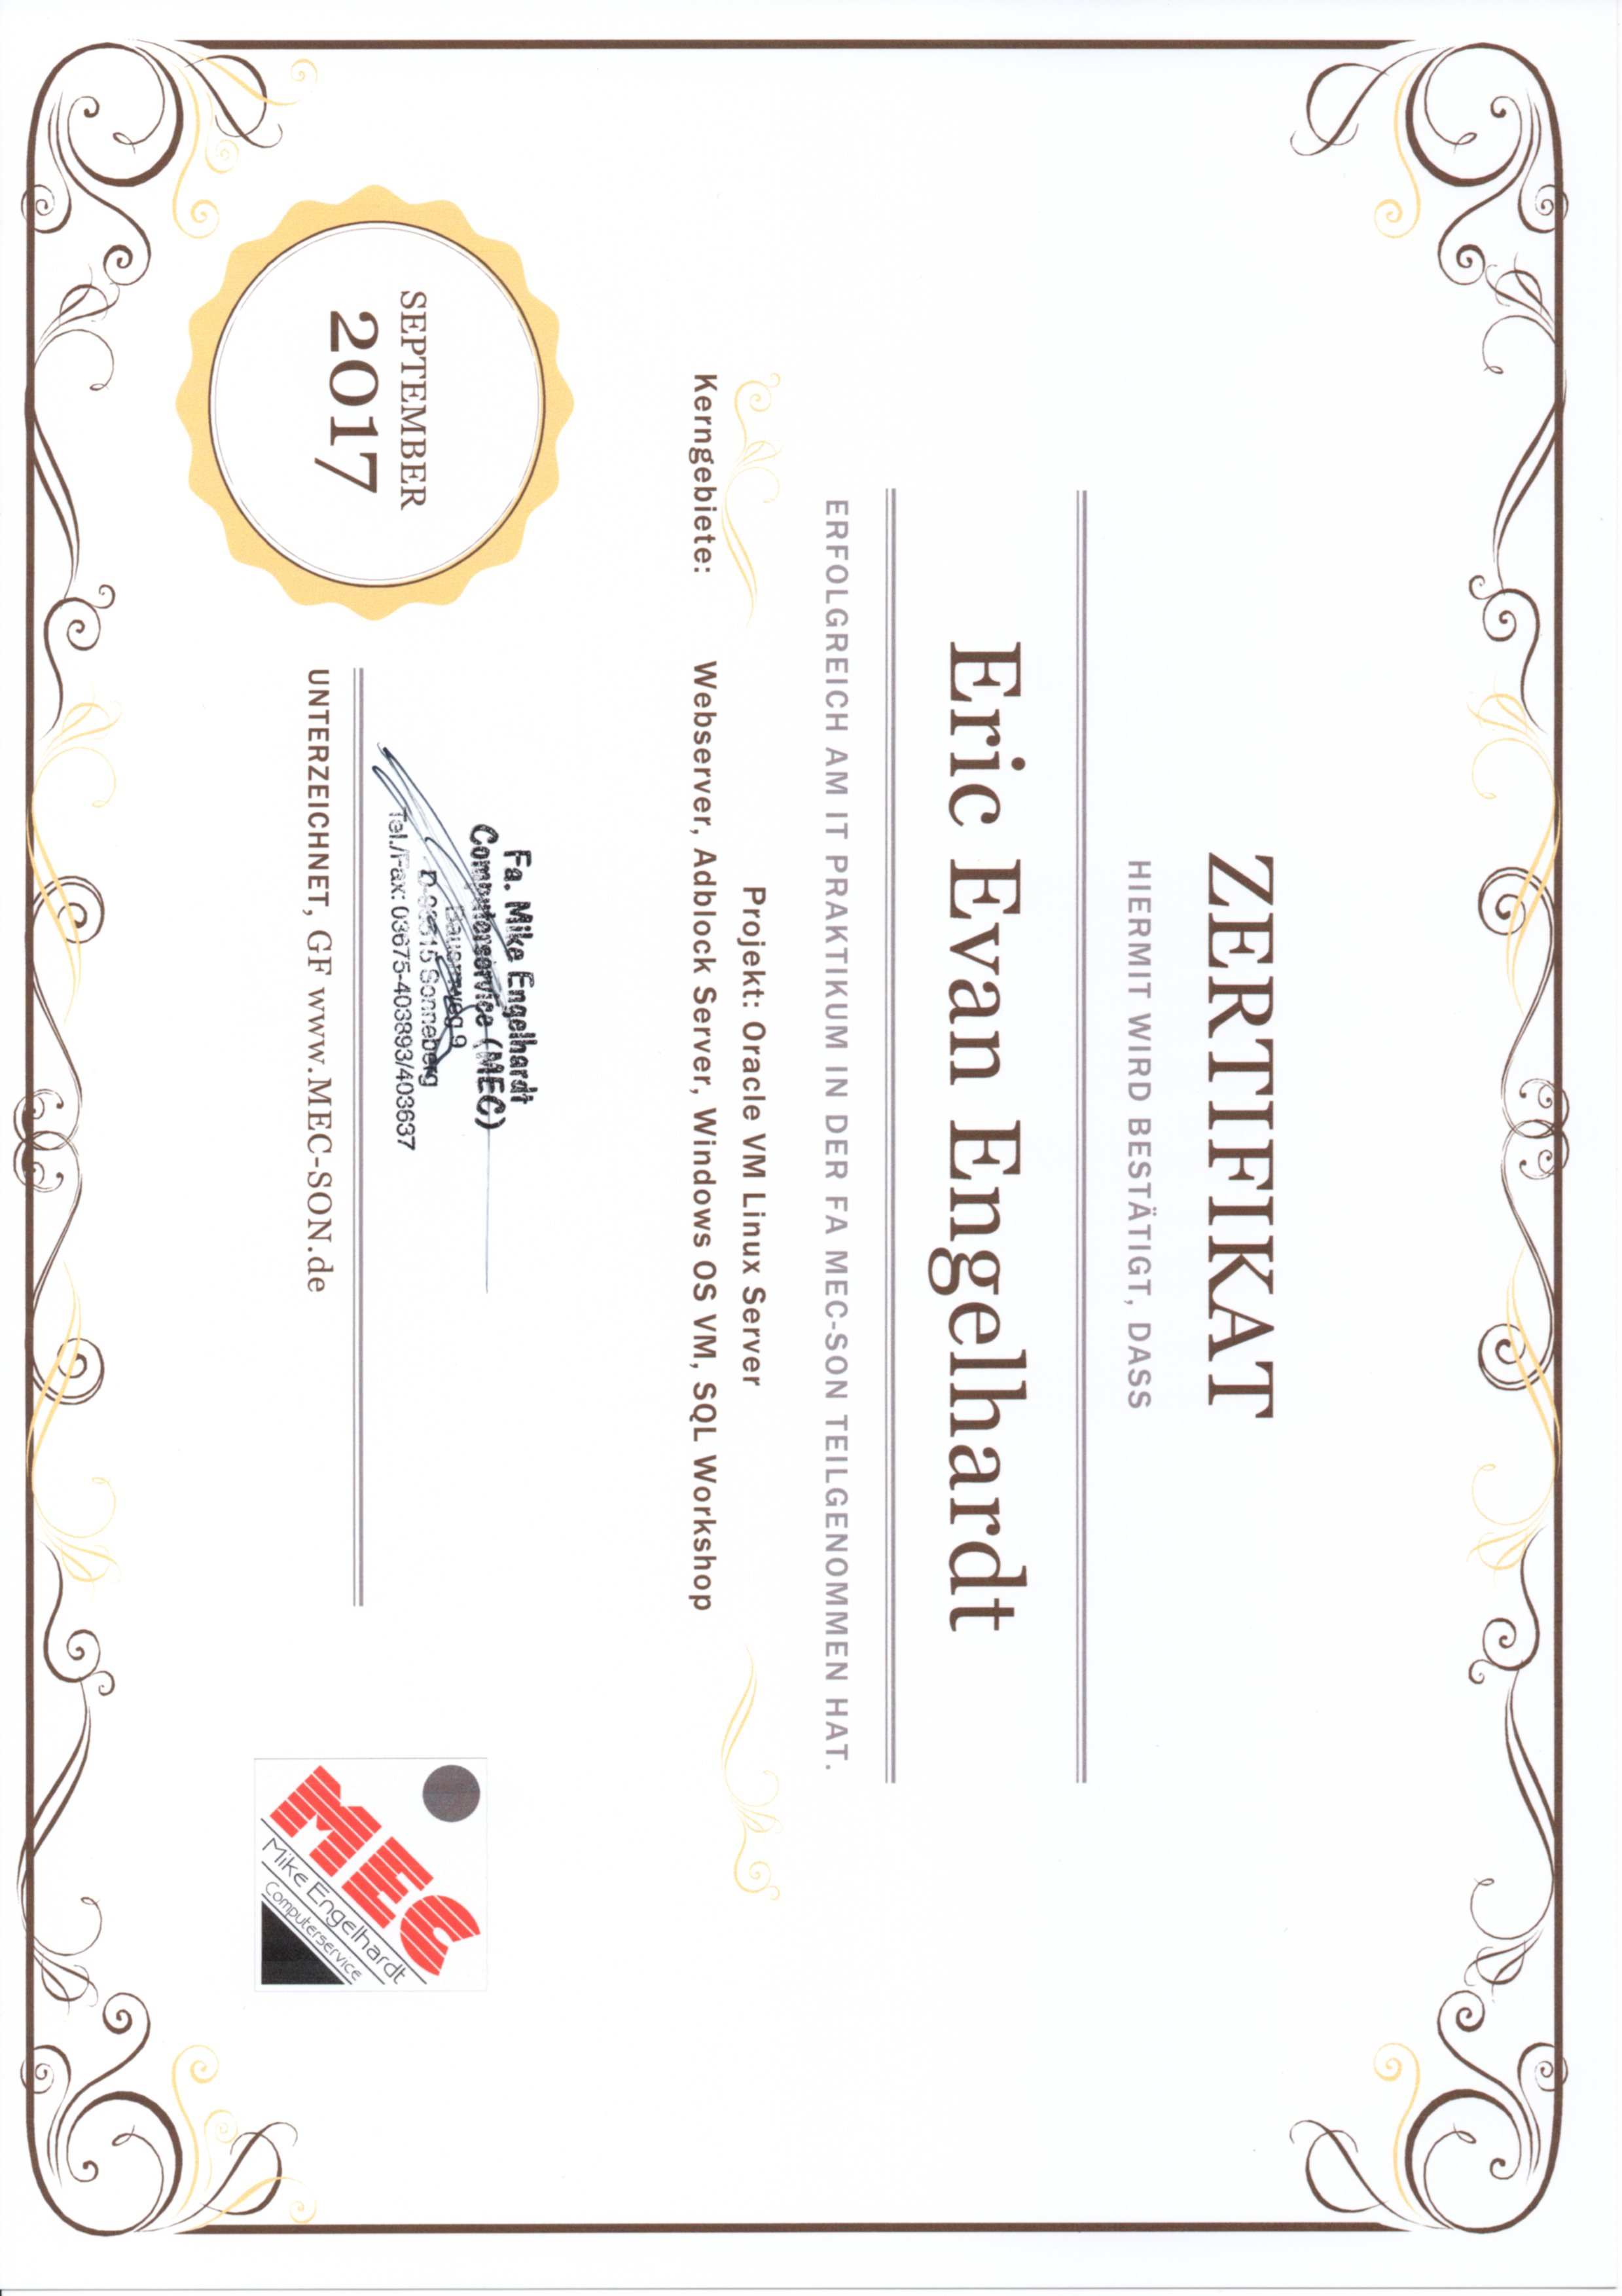 ZERTIFIKAT
HIERMIT WIRD BESTÄTIGT, DASS
Eric Evan Engelhardt
ERFOLGREICH AM IT PRAKTIKUM IN DER FA MEC-SON TEILGENOMMEN HAT.
Projekt: Oracle VM Linux Server
Kerngebiete: Webserver, Adblock Server, Windows OS VM, SQL Workshop
SEPTEMBER
2017
Fa. Mike Engelhardt
Computerservice (MEC)
9
Sonneberg
Tel./Fax: 03675-403893/403637
UNTERZEICHNET, GF www.MEC-SON.de
MEC
Mike Engelhardt
Computerservice